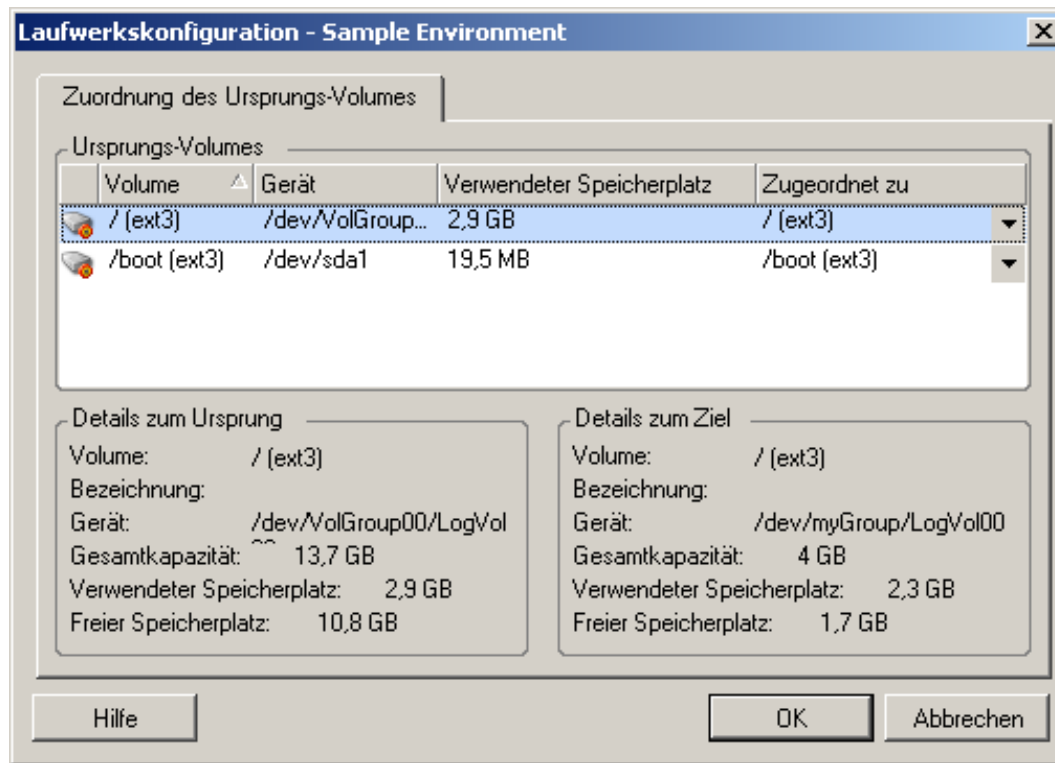 Laufwerkskonfiguration - Sample Environment
Zuordnung des Ursprungs-Volumes
Ursprungs-Volumes
Volume Gerät Verwendeter Speicherplatz Zugeordnet zu
/ (ext3) /dev/VolGroup... 2,9 GB / (ext3)
/boot (ext3) /dev/sda1 19,5 MB /boot (ext3)
Details zum Ursprung
Volume: / (ext3)
Bezeichnung:
Gerät: /dev/VolGroup00/LogVol
Gesamtkapazität: 13,7 GB
Verwendeter Speicherplatz: 2,9 GB
Freier Speicherplatz: 10,8 GB
Details zum Ziel
Volume: / (ext3)
Bezeichnung:
Gerät: /dev/myGroup/LogVol00
Gesamtkapazität: 4 GB
Verwendeter Speicherplatz: 2,3 GB
Freier Speicherplatz: 1,7 GB
Hilfe OK Abbrechen